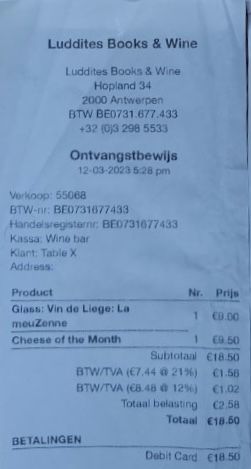 Luddites Books & Wine
Luddites Books & Wine
Hopland 34
2000 Antwerpen
BTW BE0731.677.433
+32 (0)3 298 5533
Ontvangstbewijs
12-03-2023 5:28 pm
Verkoop: 55068
BTW-nr: BE0731677433
Handelsregisternr: BE0731677433
Kassa: Wine bar
Klant: Table X
Address:
Product Nr. Prijs
Glass: Vin de Liege: La 1 €9.00
meuZenne
Cheese of the Month 1 €9.50
Subtotaal €18.50
BTW/TVA (€7.44 @ 21%) €1.56
BTW/TVA (€8.48 @ 12%) €1.02
Totaal belasting €2.58
Totaal €18.50
BETALINGEN
Debit Card €18.50